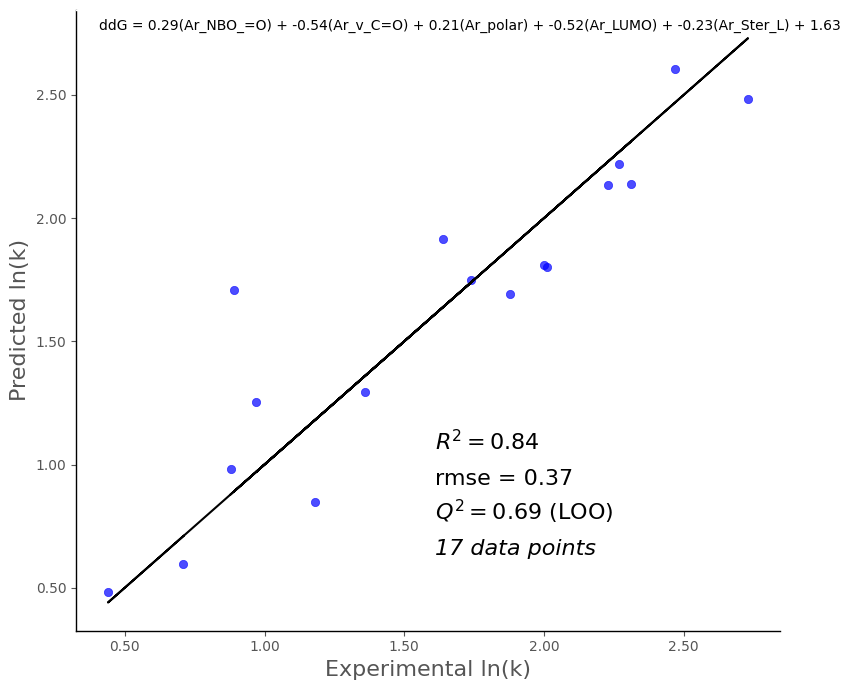 ddG = 0.29(Ar_NBO_=O) + -0.54(Ar_v_C=O) + 0.21(Ar_polar) + -0.52(Ar_LUMO) + -0.23(Ar_Ster_L) + 1.63
2.50
2.00
1.50
1.00
0.50
Predicted ln(k)
R² = 0.84
rmse = 0.37
Q² = 0.69 (LOO)
17 data points
0.50 1.00 1.50 2.00 2.50
Experimental ln(k)